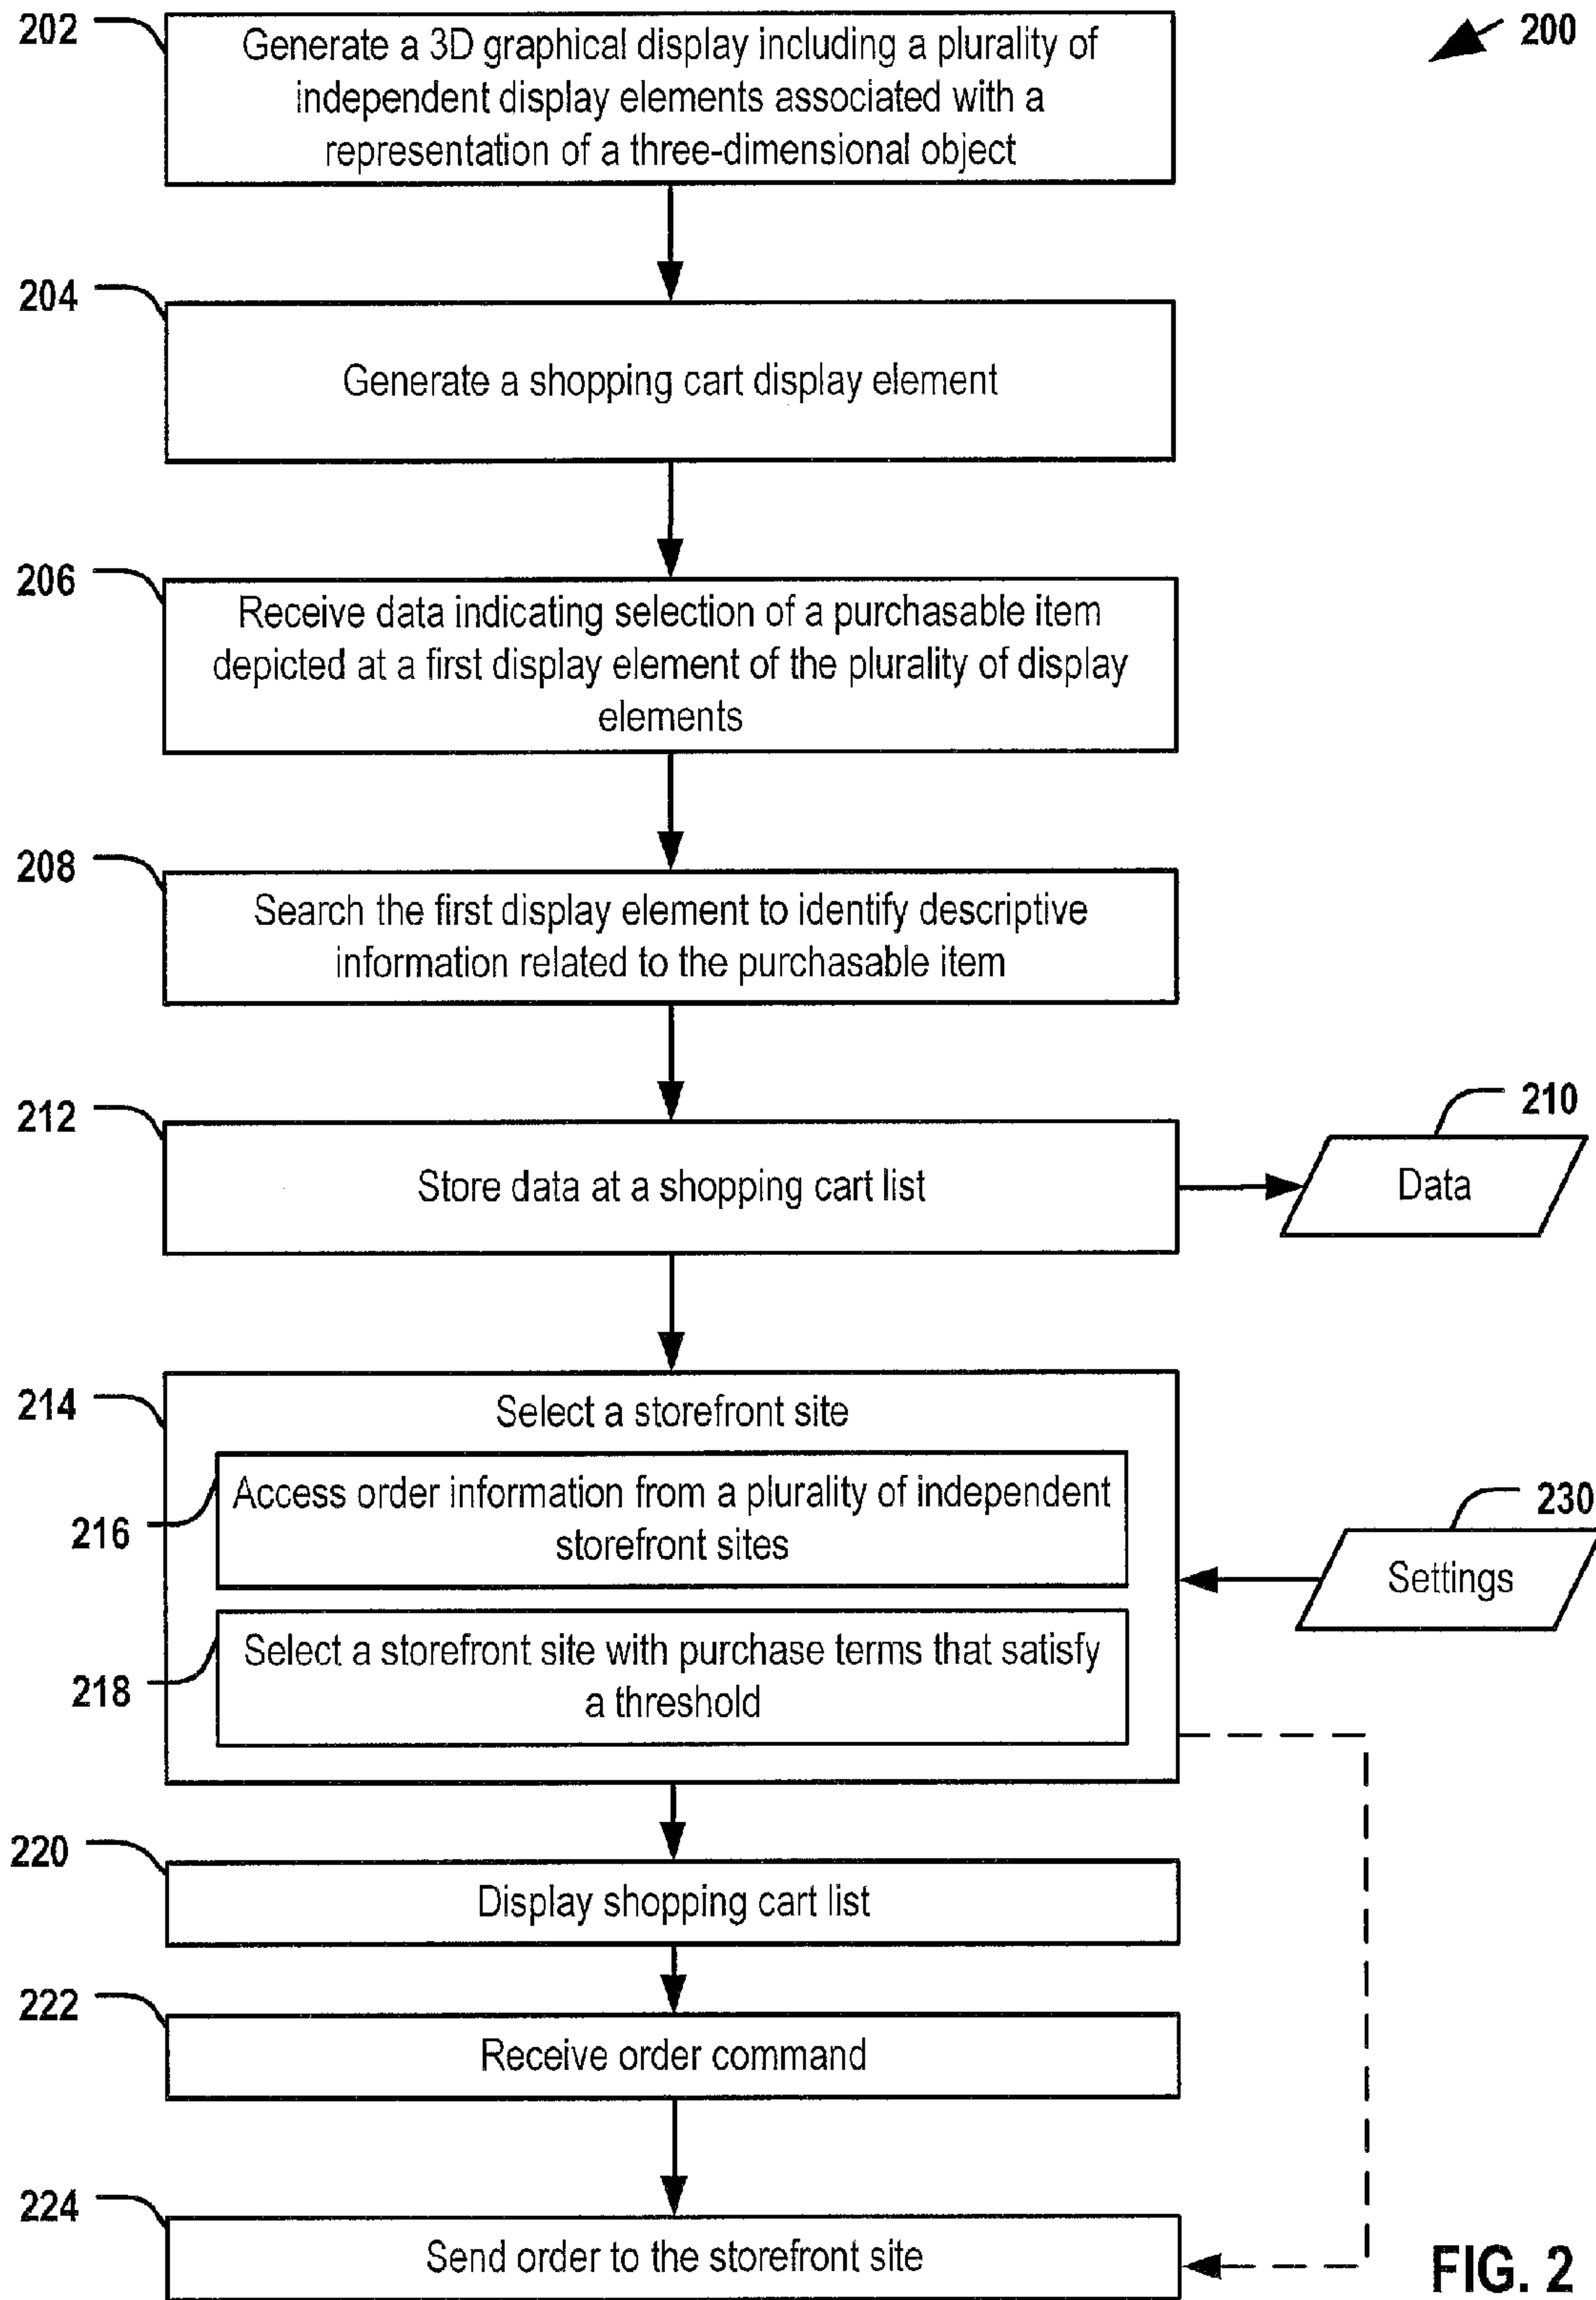 202
200
Generate a 3D graphical display including a plurality of
independent display elements associated with a
representation of a three-dimensional object
204
Generate a shopping cart display element
206
Receive data indicating selection of a purchasable item
depicted at a first display element of the plurality of display
elements
208
Search the first display element to identify descriptive
information related to the purchasable item
212
210
Store data at a shopping cart list
Data
214
Select a storefront site
216
Access order information from a plurality of independent
storefront sites
230
Settings
218
Select a storefront site with purchase terms that satisfy
a threshold
220
Display shopping cart list
222
Receive order command
224
Send order to the storefront site
FIG. 2